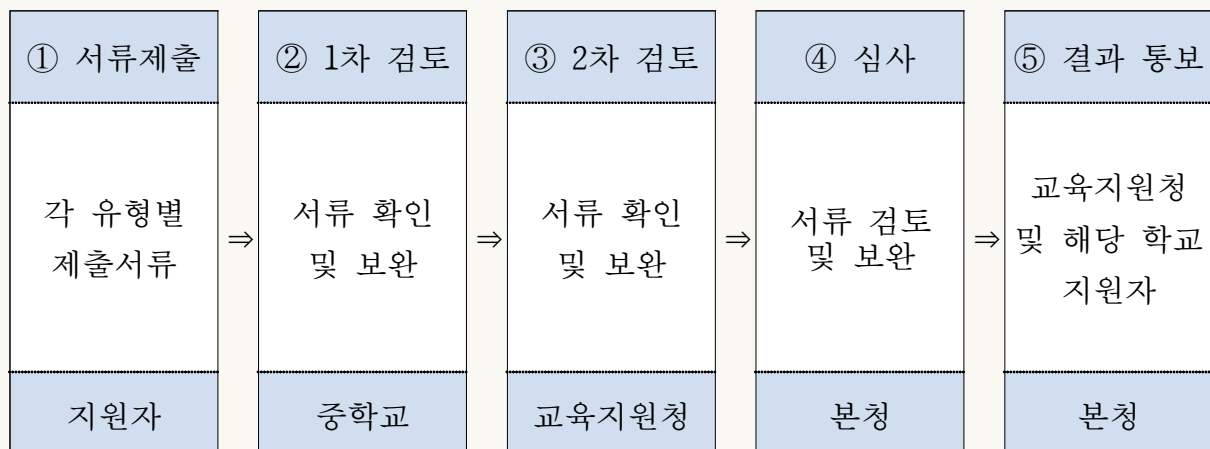 ① 서류제출
각 유형별
제출서류
지원자
⇒
② 1차 검토
서류 확인
및 보완
중학교
⇒
③ 2차 검토
서류 확인
및 보완
교육지원청
⇒
④ 심사
서류 검토
및 보완
본청
⇒
⑤ 결과 통보
교육지원청
및 해당 학교
지원자
본청